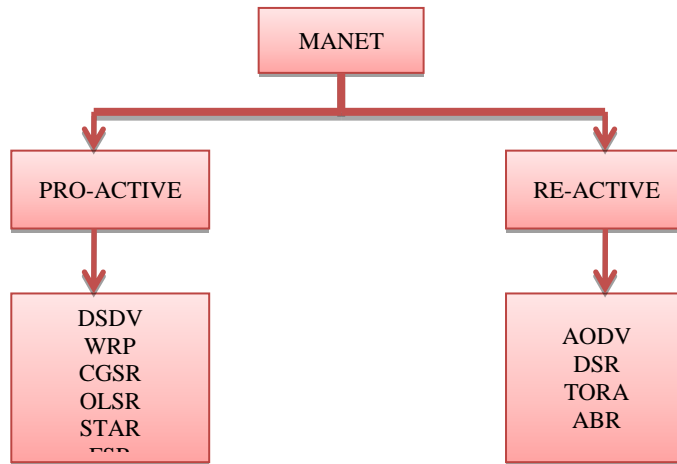 MANET
PRO-ACTIVE
RE-ACTIVE
DSDV
WRP
CGSR
OLSR
STAR
AODV
DSR
TORA
ABR